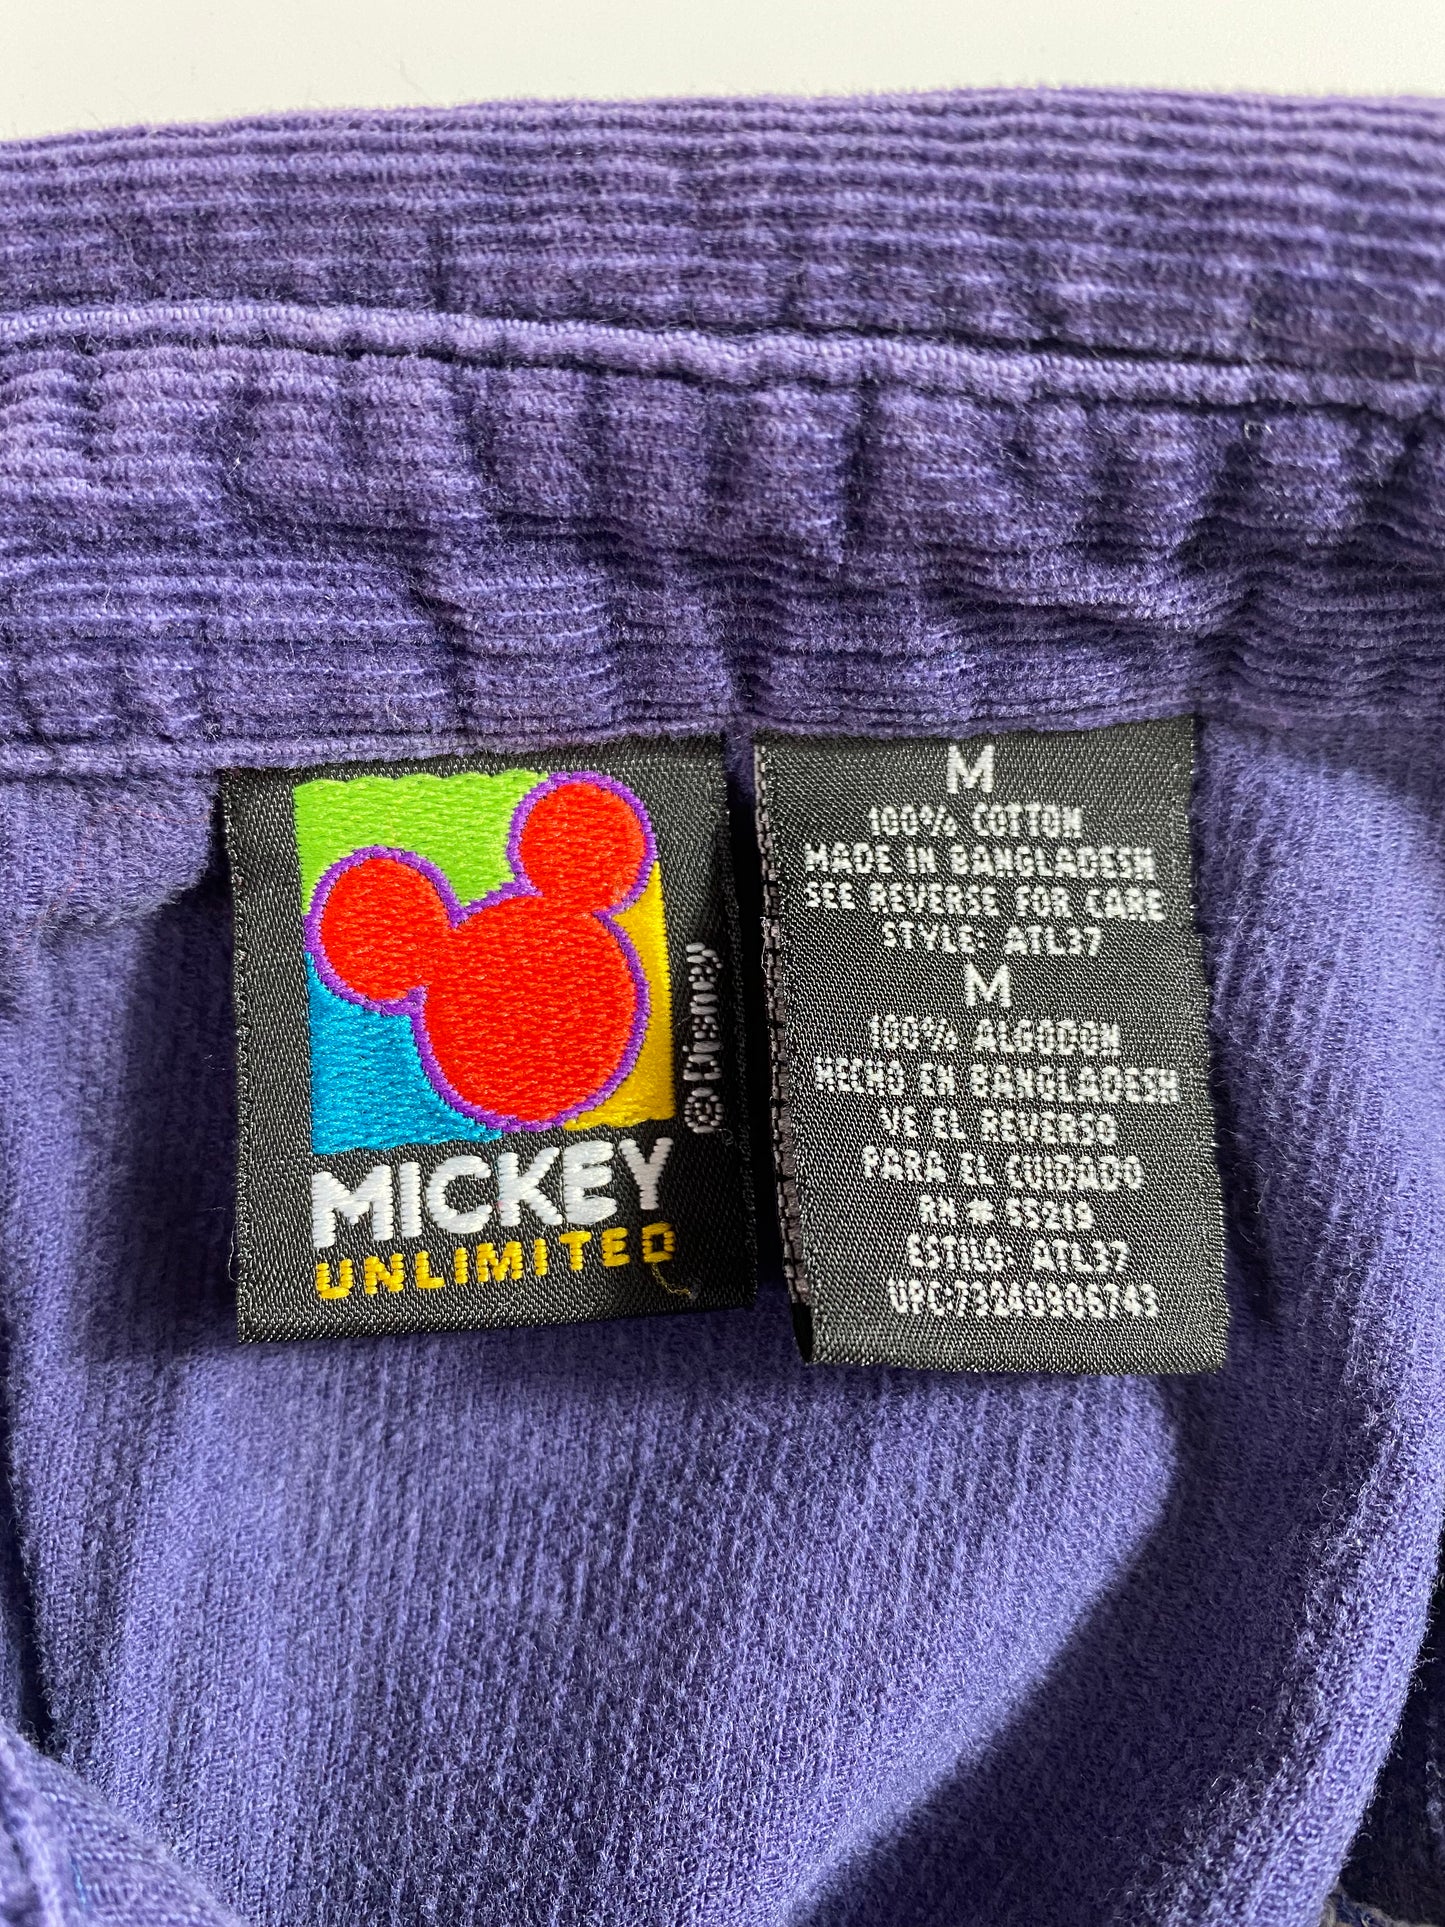 MICKEY
UNLIMITED
© Disney
M
100% COTTON
MADE IN BANGLADESH
SEE REVERSE FOR CARE
STYLE: ATL37
M
100% ALGODON
HECHO EN BANGLADESH
VE EL REVERSO
PARA EL CUIDADO
RN # 55219
ESTILO: ATL37
UPC:73240906743